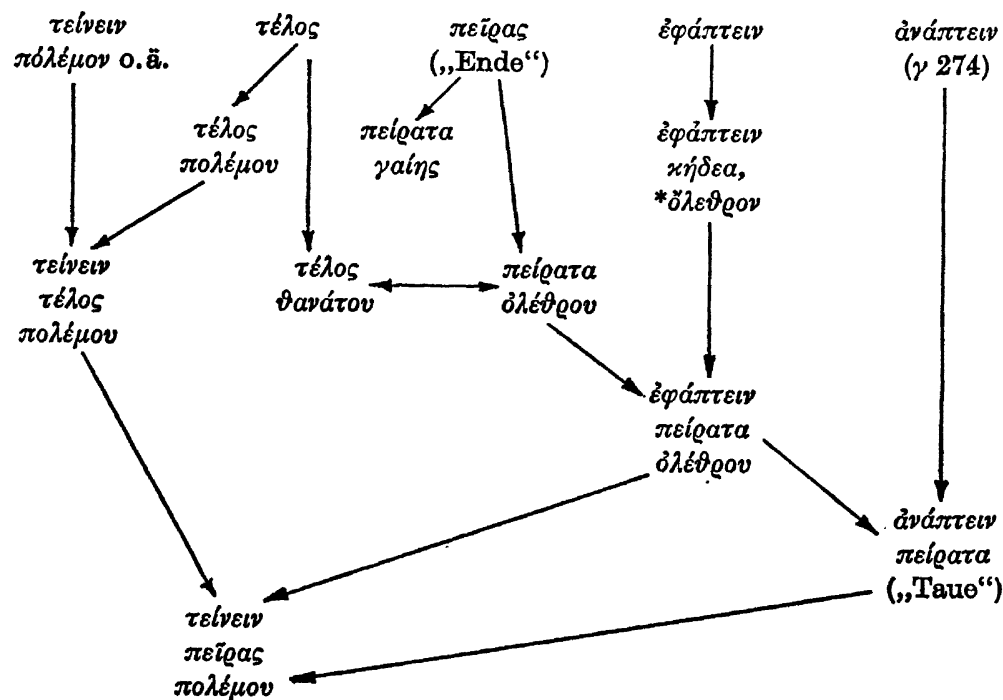 τείνειν
πόλέμον o. ä.
τέλος
πεῖρας
(„Ende“)
ἐφάπτειν
ἀνάπτειν
(γ 274)
τέλος
πολέμου
πείρατα
γαίης
ἐφάπτειν
κήδεα,
*ὄλεθρον
τείνειν
τέλος
πολέμου
τέλος
θανάτου
πείρατα
ὀλέθρου
ἐφάπτειν
πείρατα
ὀλέθρου
ἀνάπτειν
πείρατα
(„Taue“)
τείνειν
πεῖρας
πολέμου